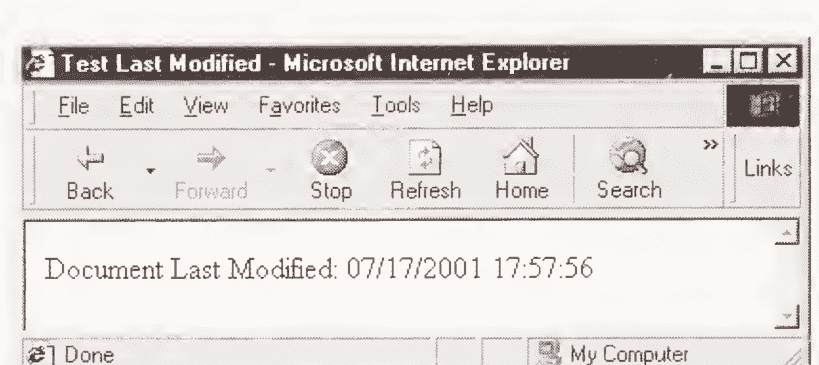 Test Last Modified - Microsoft Internet Explorer
File Edit View Favorites Tools Help
Back Forward Stop Refresh Home Search » Links
Document Last Modified: 07/17/2001 17:57:56
Done My Computer